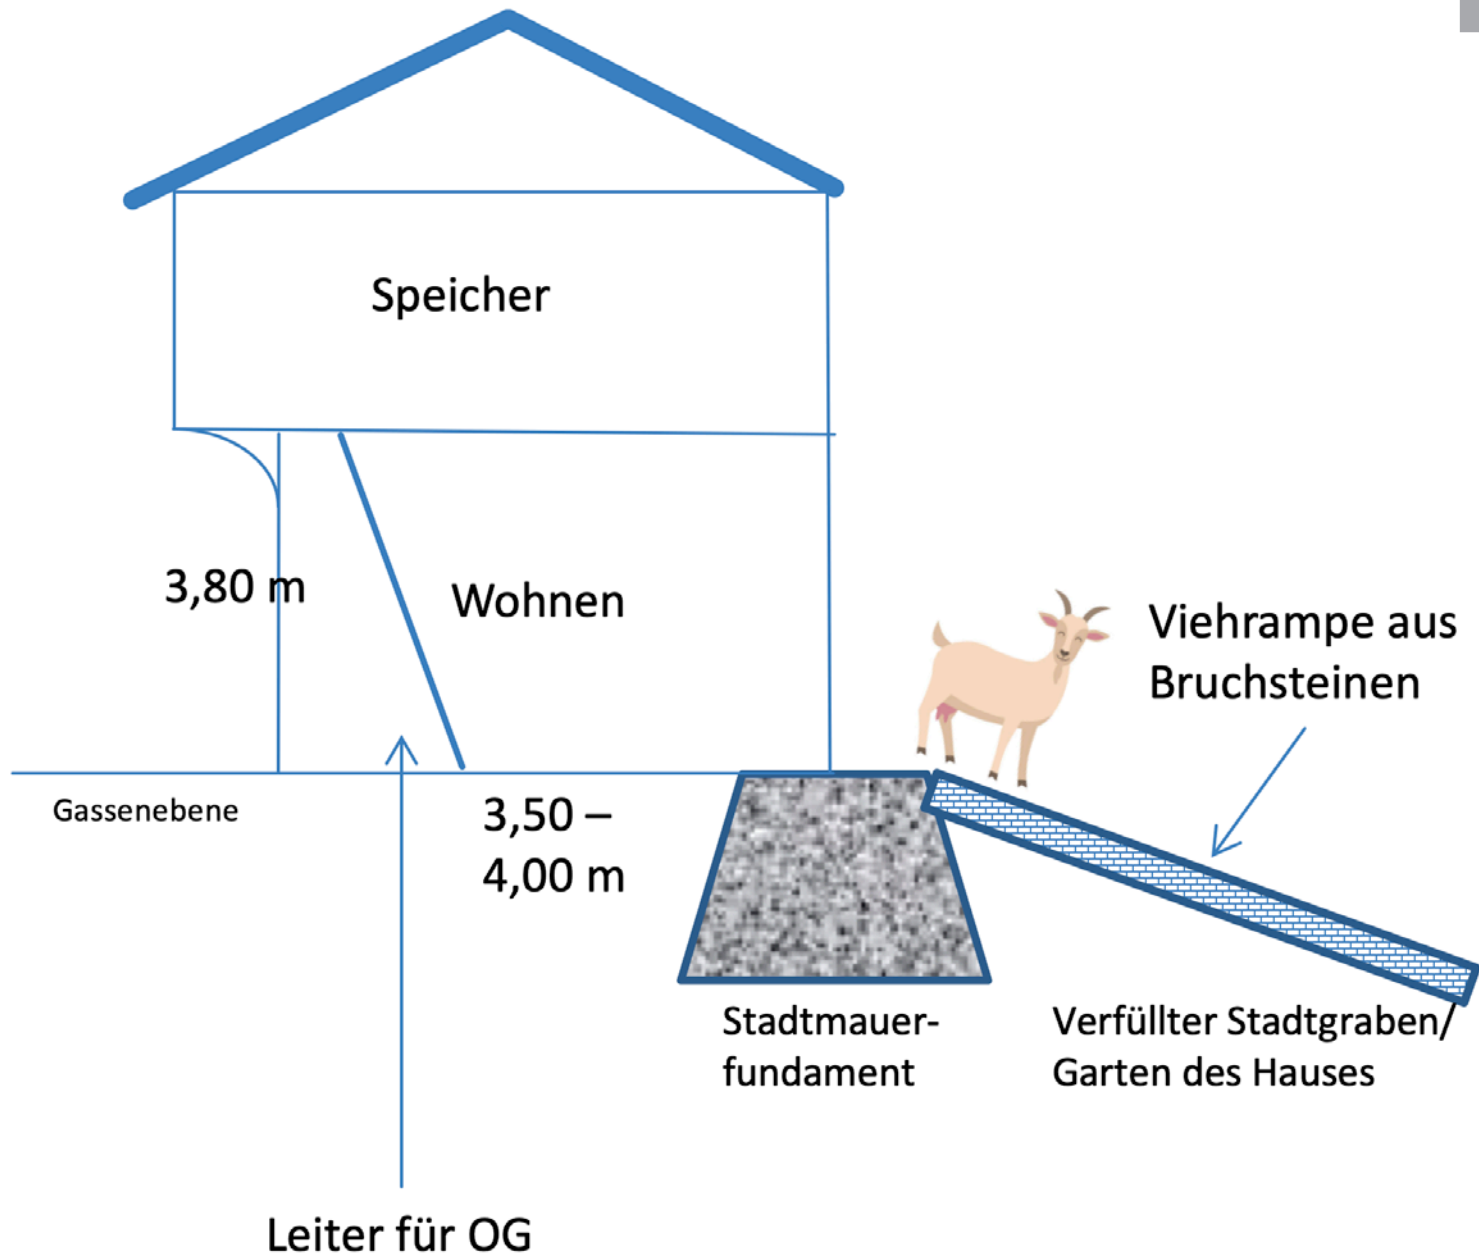 Speicher
3,80 m
Wohnen
Viehrampe aus
Bruchsteinen
Gassenebene
3,50 –
4,00 m
Stadtmauer-
fundament
Verfüllter Stadtgraben/
Garten des Hauses
Leiter für OG